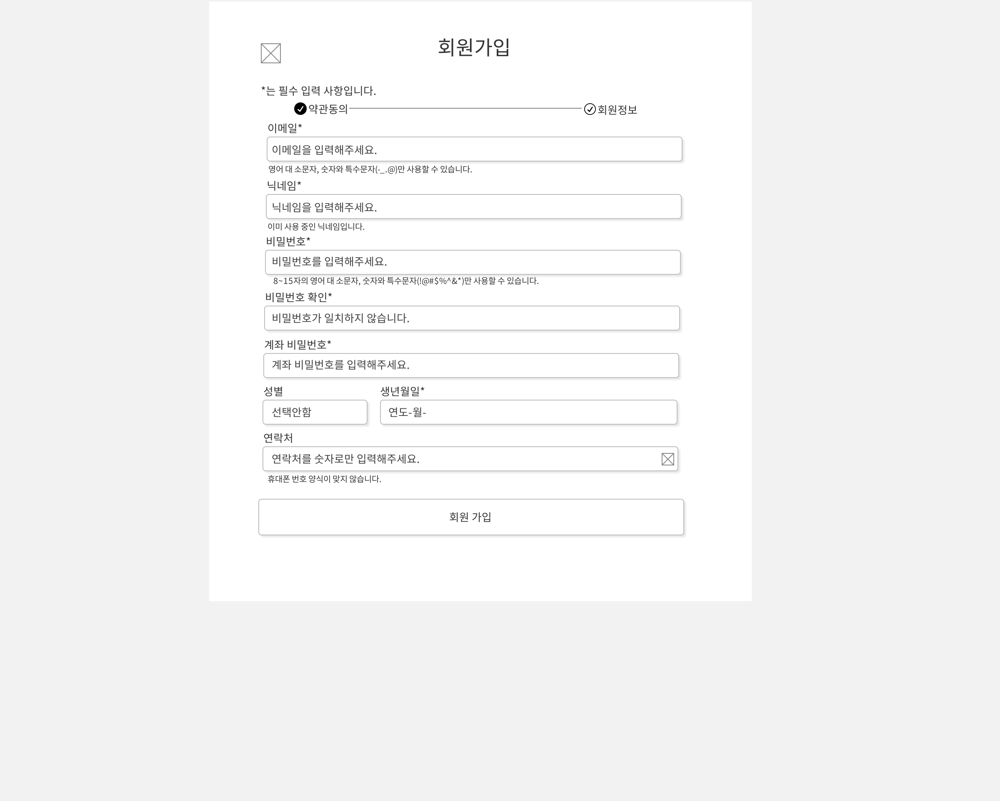 회원가입
*는 필수 입력 사항입니다.
약관동의 회원정보
이메일*
이메일을 입력해주세요.
영어 대 소문자, 숫자와 특수문자(-_.@)만 사용할 수 있습니다.
닉네임*
닉네임을 입력해주세요.
이미 사용 중인 닉네임입니다.
비밀번호*
비밀번호를 입력해주세요.
8~15자의 영어 대 소문자, 숫자와 특수문자(!@#$%^&*)만 사용할 수 있습니다.
비밀번호 확인*
비밀번호가 일치하지 않습니다.
계좌 비밀번호*
계좌 비밀번호를 입력해주세요.
성별 생년월일*
선택안함 연도-월-
연락처
연락처를 숫자로만 입력해주세요.
휴대폰 번호 양식이 맞지 않습니다.
회원 가입